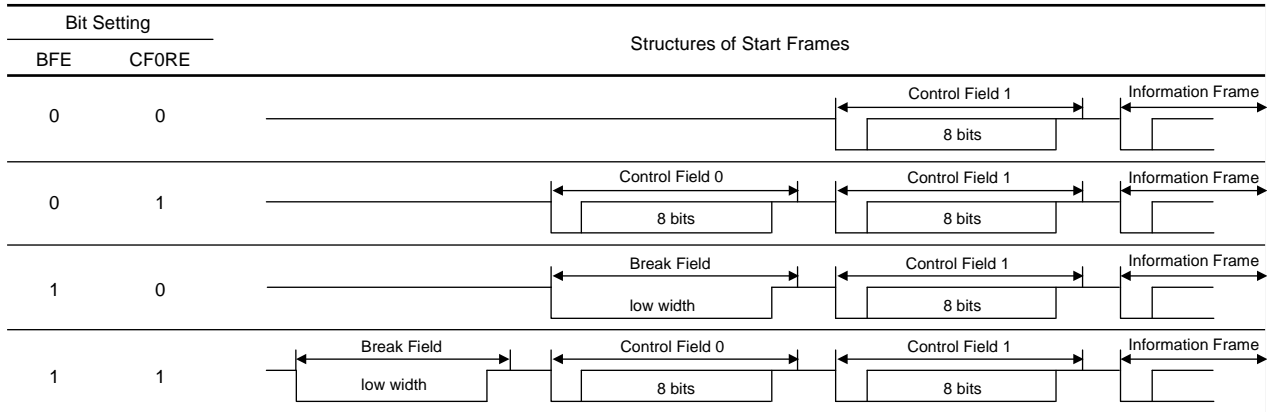 Bit Setting
Structures of Start Frames
BFE CF0RE
0 0
Control Field 1 Information Frame
8 bits
0 1
Control Field 0 Control Field 1 Information Frame
8 bits 8 bits
1 0
Break Field Control Field 1 Information Frame
low width 8 bits
1 1
Break Field Control Field 0 Control Field 1 Information Frame
low width 8 bits 8 bits